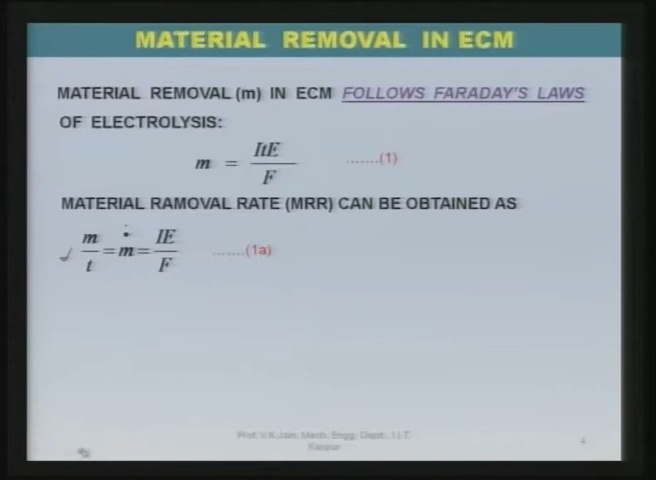 MATERIAL REMOVAL IN ECM
MATERIAL REMOVAL (m) IN ECM FOLLOWS FARADAY'S LAWS
OF ELECTROLYSIS:
m = ItE / F .......(1)
MATERIAL RAMOVAL RATE (MRR) CAN BE OBTAINED AS
m / t = ṁ = IE / F .......(1a)
Prof. V.K.Jain, Mech. Engg. Deptt., I.I.T.
Kanpur
4